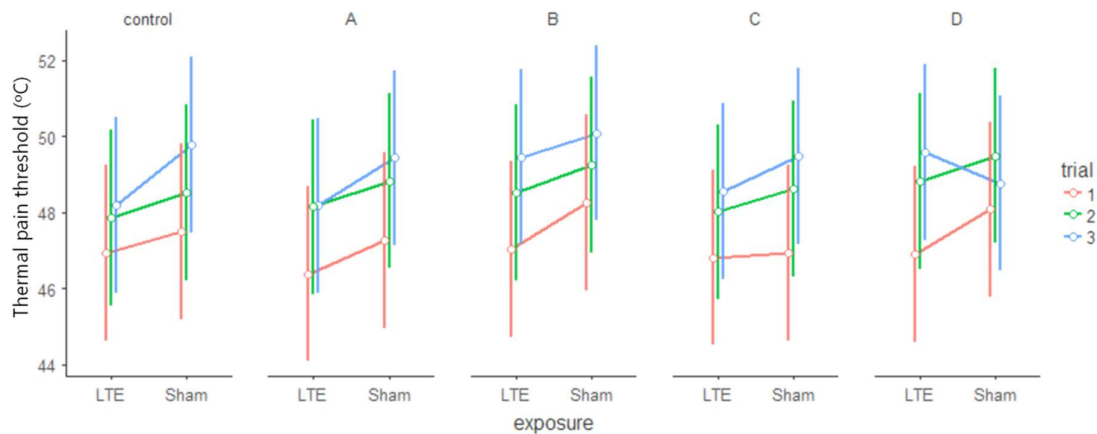 control A B C D
Thermal pain threshold (ºC)
52
50
48
46
44
LTE Sham LTE Sham LTE Sham LTE Sham LTE Sham
exposure
trial
1
2
3